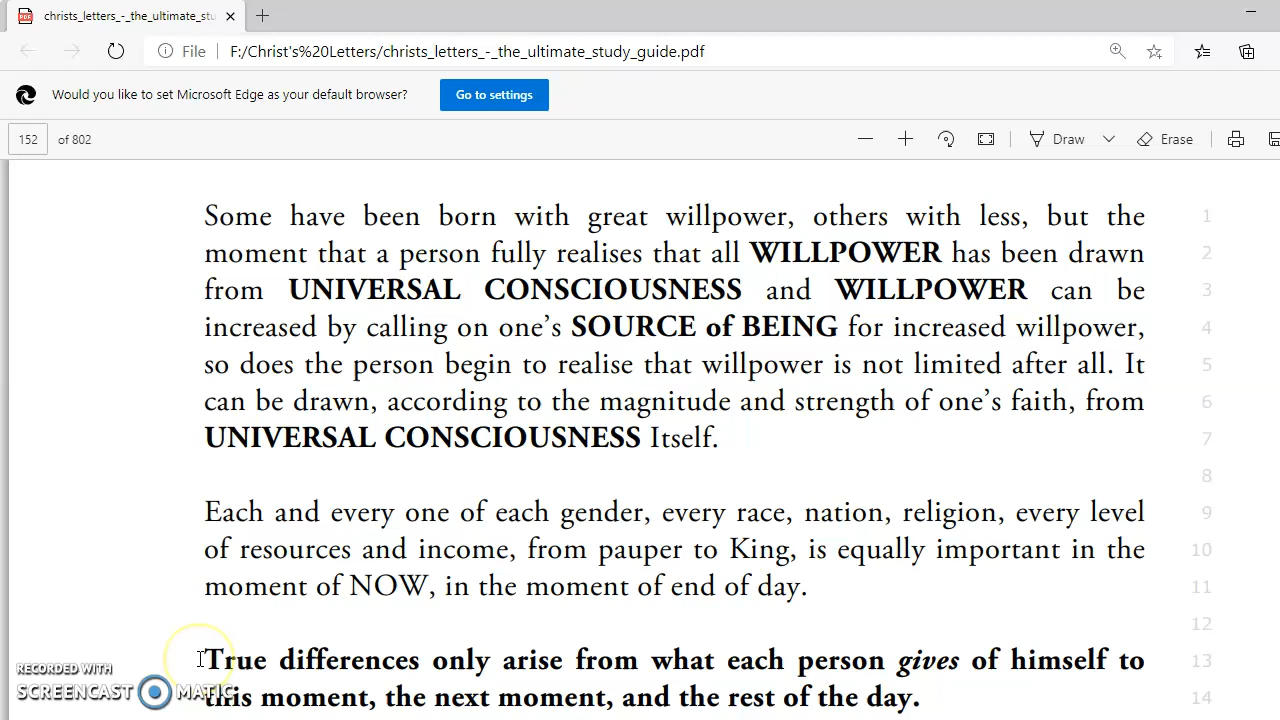 christs_letters_-_the_ultimate_stu
File F:/Christ's%20Letters/christs_letters_-_the_ultimate_study_guide.pdf
Would you like to set Microsoft Edge as your default browser? Go to settings
152 of 802 Draw Erase
Some have been born with great willpower, others with less, but the 1
moment that a person fully realises that all WILLPOWER has been drawn 2
from UNIVERSAL CONSCIOUSNESS and WILLPOWER can be 3
increased by calling on one's SOURCE of BEING for increased willpower, 4
so does the person begin to realise that willpower is not limited after all. It 5
can be drawn, according to the magnitude and strength of one's faith, from 6
UNIVERSAL CONSCIOUSNESS Itself. 7
8
Each and every one of each gender, every race, nation, religion, every level 9
of resources and income, from pauper to King, is equally important in the 10
moment of NOW, in the moment of end of day. 11
12
True differences only arise from what each person gives of himself to 13
this moment, the next moment, and the rest of the day. 14
RECORDED WITH
SCREENCAST MATIC